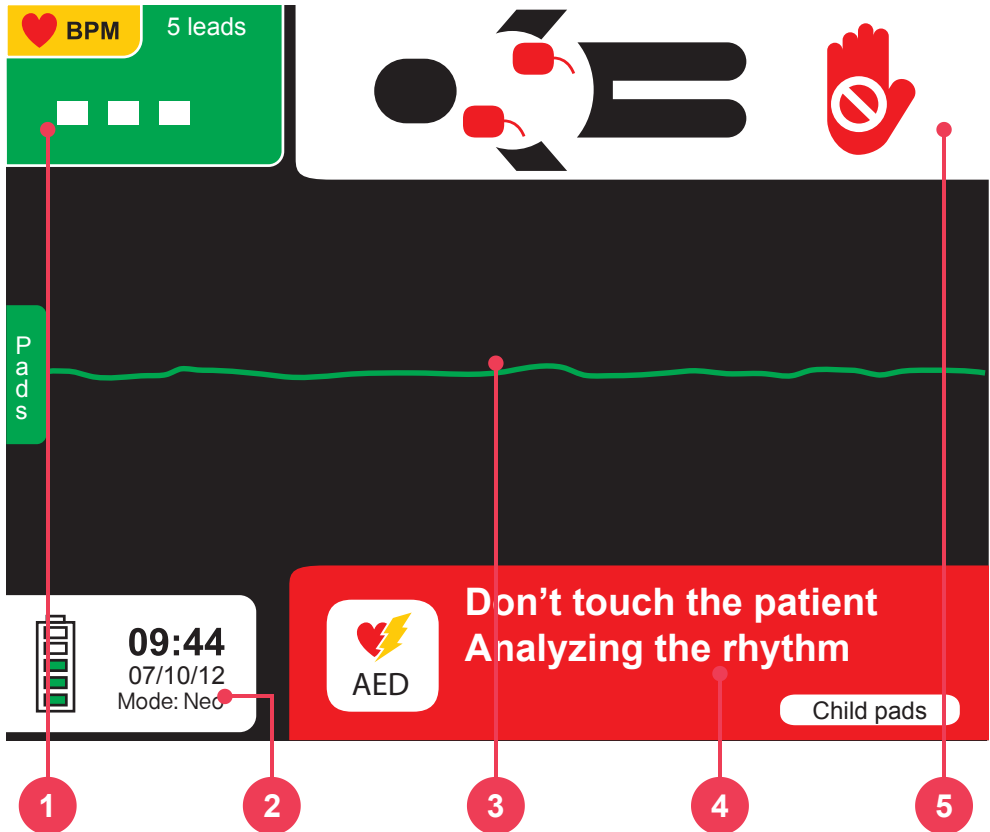 BPM
5 leads
Pads
09:44
07/10/12
Mode: Neo
AED
Don’t touch the patient
Analyzing the rhythm
Child pads
1
2
3
4
5